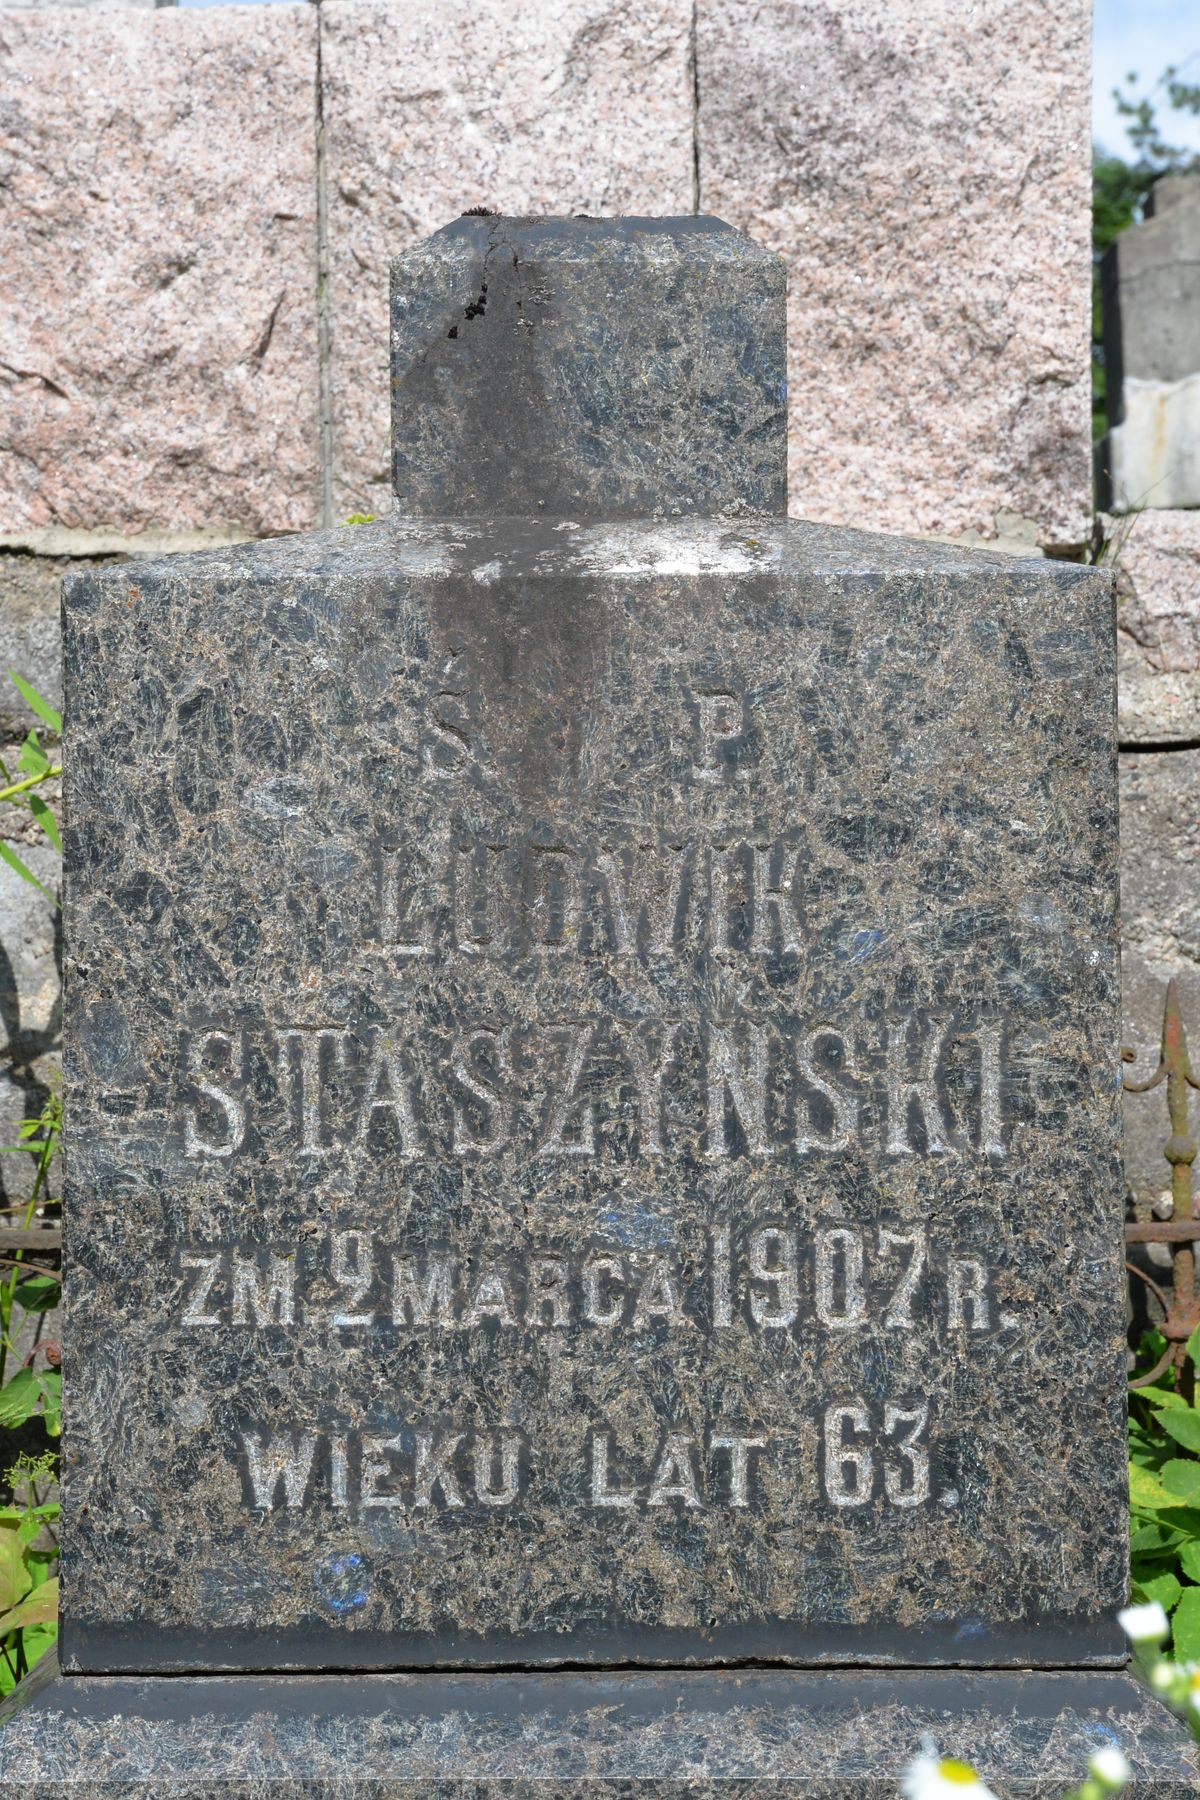 Ś P.
LUDWIK
STASZYŃSKI
ZM. 2 MARCA 1907 R.
WIEKU LAT 63.